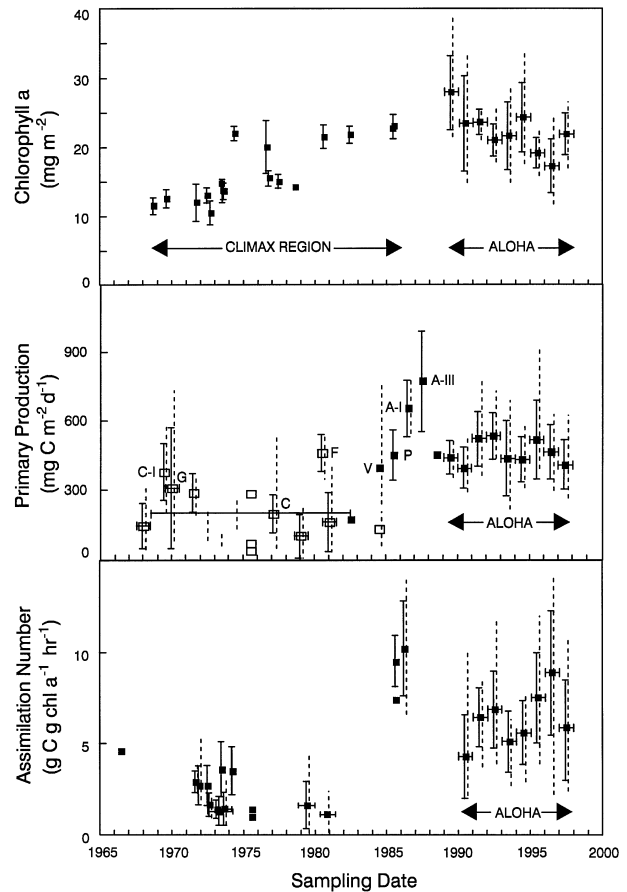 40
30
20
10
0
Chlorophyll a
(mg m⁻²)
CLIMAX REGION
ALOHA
900
600
300
0
Primary Production
(mg C m⁻² d⁻¹)
A-III
A-I
C-I
G
F
V
P
C
ALOHA
10
5
0
Assimilation Number
(g C g chl a⁻¹ hr⁻¹)
ALOHA
1965 1970 1975 1980 1985 1990 1995 2000
Sampling Date